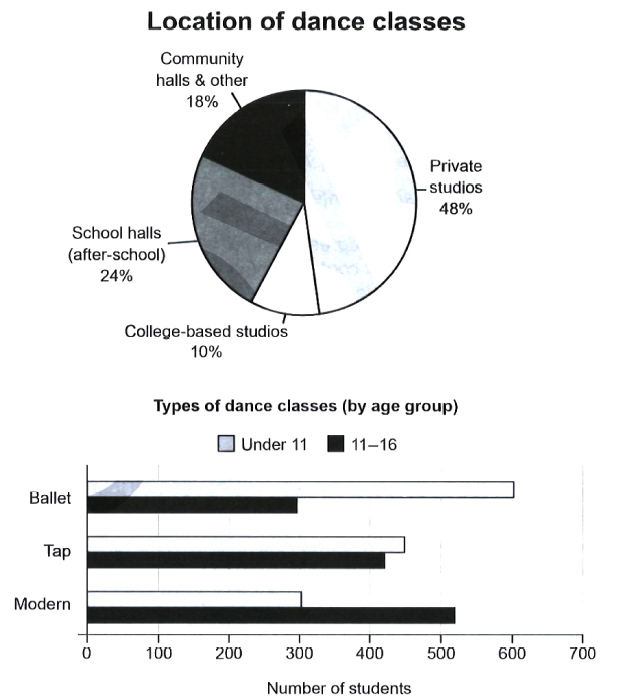 Location of dance classes
Community
halls & other
18%
Private
studios
48%
School halls
(after-school)
24%
College-based studios
10%
Types of dance classes (by age group)
Under 11
11–16
Ballet
Tap
Modern
0 100 200 300 400 500 600 700
Number of students